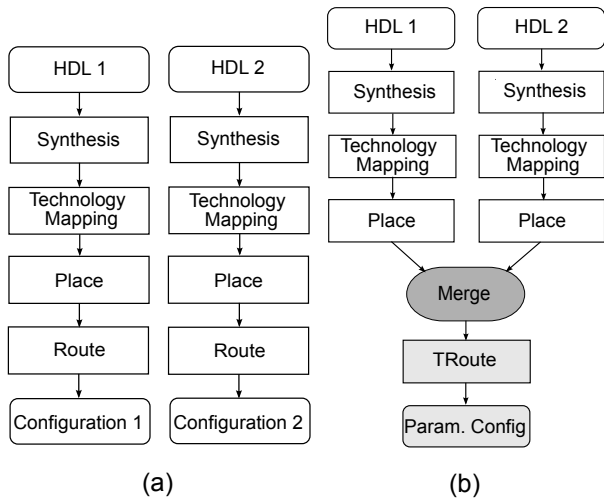 HDL 1
Synthesis
Technology
Mapping
Place
Route
Configuration 1
HDL 2
Synthesis
Technology
Mapping
Place
Route
Configuration 2
(a)
HDL 1
Synthesis
Technology
Mapping
Place
HDL 2
Synthesis
Technology
Mapping
Place
Merge
TRoute
Param. Config
(b)